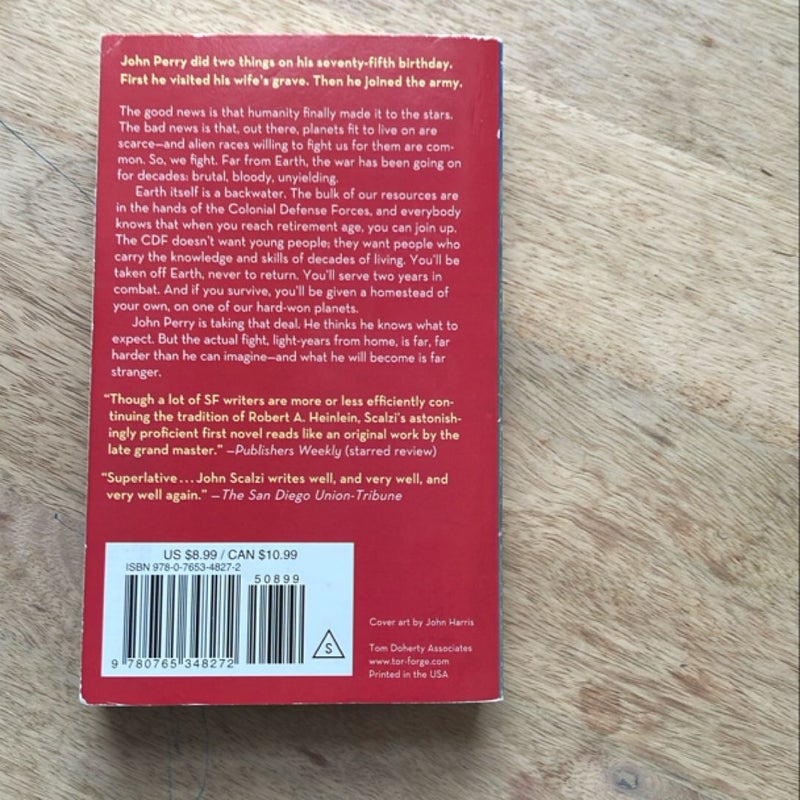 John Perry did two things on his seventy-fifth birthday.
First he visited his wife's grave. Then he joined the army.
The good news is that humanity finally made it to the stars.
The bad news is that, out there, planets fit to live on are
scarce—and alien races willing to fight us for them are com-
mon. So, we fight. Far from Earth, the war has been going on
for decades: brutal, bloody, unyielding.
Earth itself is a backwater. The bulk of our resources are
in the hands of the Colonial Defense Forces, and everybody
knows that when you reach retirement age, you can join up.
The CDF doesn't want young people; they want people who
carry the knowledge and skills of decades of living. You'll be
taken off Earth, never to return. You'll serve two years in
combat. And if you survive, you'll be given a homestead of
your own, on one of our hard-won planets.
John Perry is taking that deal. He thinks he knows what to
expect. But the actual fight, light-years from home, is far, far
harder than he can imagine—and what he will become is far
stranger.
"Though a lot of SF writers are more or less efficiently con-
tinuing the tradition of Robert A. Heinlein, Scalzi's astonish-
ingly proficient first novel reads like an original work by the
late grand master." —Publishers Weekly (starred review)
"Superlative...John Scalzi writes well, and very well, and
very well again." —The San Diego Union-Tribune
US $8.99 / CAN $10.99
ISBN 978-0-7653-4827-2
50899
9 780765 348272
S
Cover art by John Harris
Tom Doherty Associates
www.tor-forge.com
Printed in the USA